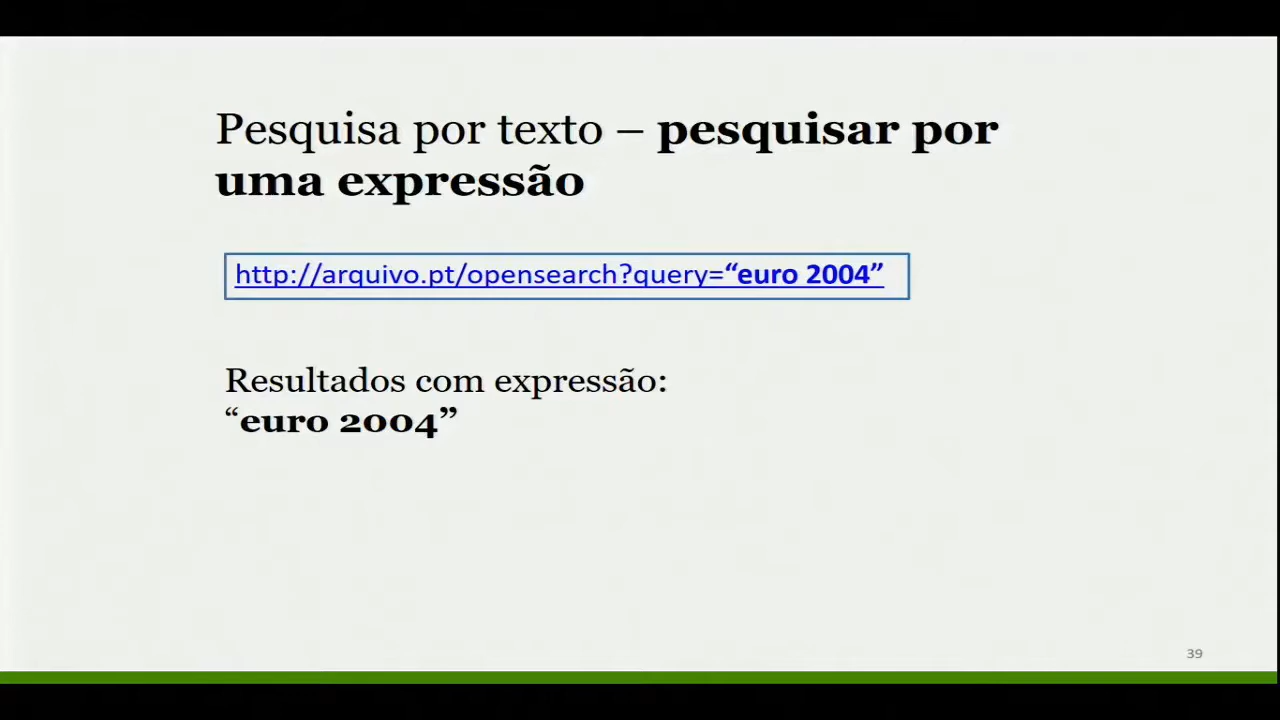 Pesquisa por texto – pesquisar por
uma expressão
http://arquivo.pt/opensearch?query=“euro 2004”
Resultados com expressão:
“euro 2004”
39